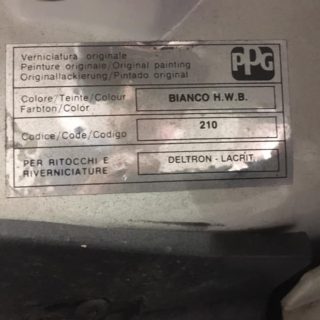 Verniciatura originale
Peinture originale/Original painting
Originallackierung/Pintado original
PPG
Colore/Teinte/Colour
Farbton/Color
BIANCO H.W.B.
Codice/Code/Codigo
210
PER RITOCCHI E
RIVERNICIATURE
DELTRON - LACRIT